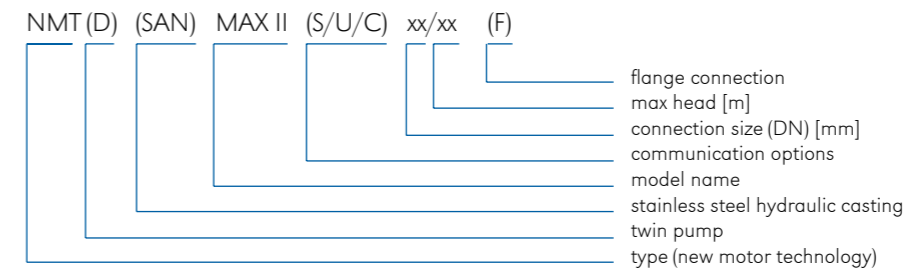 NMT (D) (SAN) MAX II (S/U/C) xx/xx (F)
flange connection
max head [m]
connection size (DN) [mm]
communication options
model name
stainless steel hydraulic casting
twin pump
type (new motor technology)